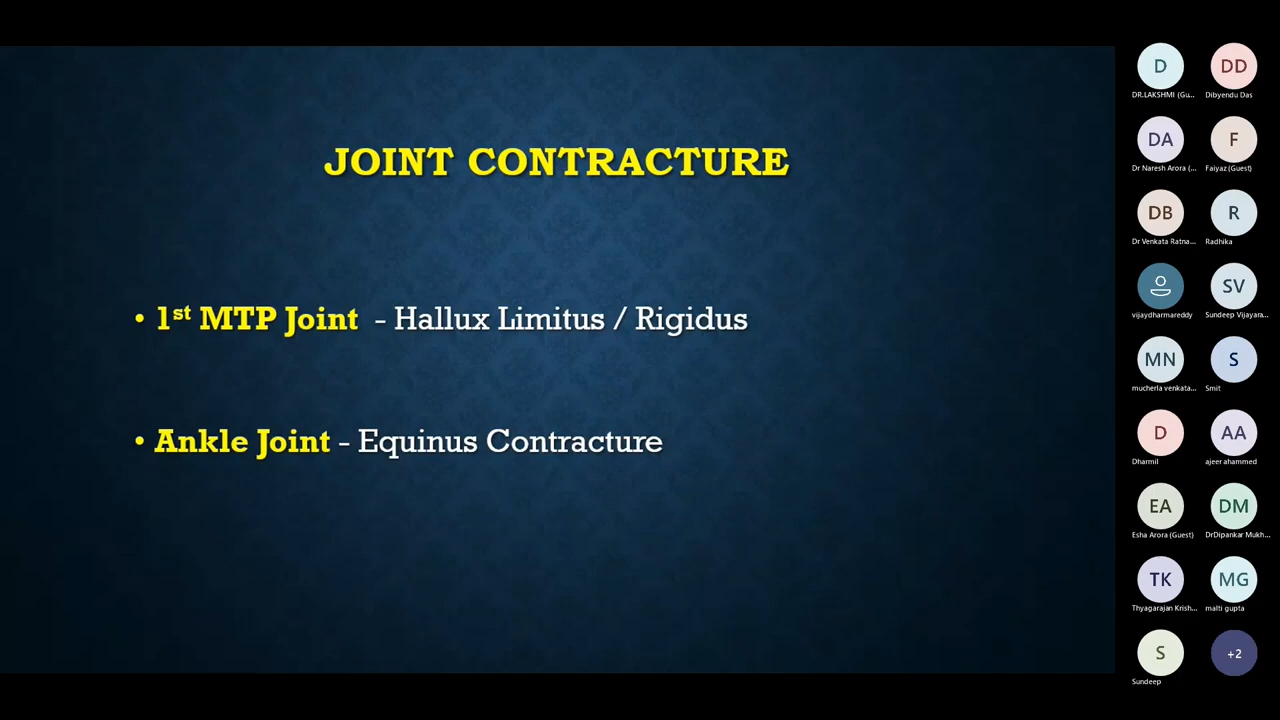 JOINT CONTRACTURE
• 1st MTP Joint - Hallux Limitus / Rigidus
• Ankle Joint - Equinus Contracture
D
DR.LAKSHMI (Gu...
DD
Dibyendu Das
DA
Dr Naresh Arora (...
F
Faiyaz (Guest)
DB
Dr Venkata Ratna...
R
Radhika
vijaydharmareddy
SV
Sundeep Vijayara...
MN
mucherla venkata...
S
Smit
D
Dharmil
AA
ajeer ahammed
EA
Esha Arora (Guest)
DM
DrDipankar Mukh...
TK
Thyagarajan Krish...
MG
malti gupta
S
Sundeep
+2